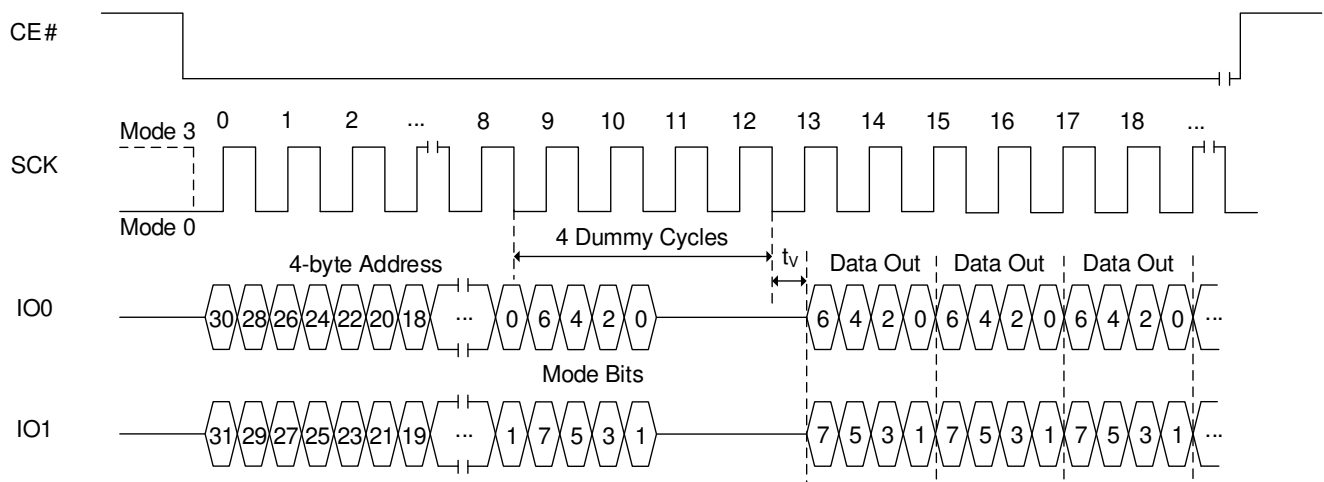 CE#
0 1 2 ... 8 9 10 11 12 13 14 15 16 17 18 ...
Mode 3
SCK
Mode 0
4 Dummy Cycles
4-byte Address
tV
Data Out Data Out Data Out
IO0 30 28 26 24 22 20 18 ... 0 6 4 2 0 6 4 2 0 6 4 2 0 6 4 2 0 ...
Mode Bits
IO1 31 29 27 25 23 21 19 ... 1 7 5 3 1 7 5 3 1 7 5 3 1 7 5 3 1 ...